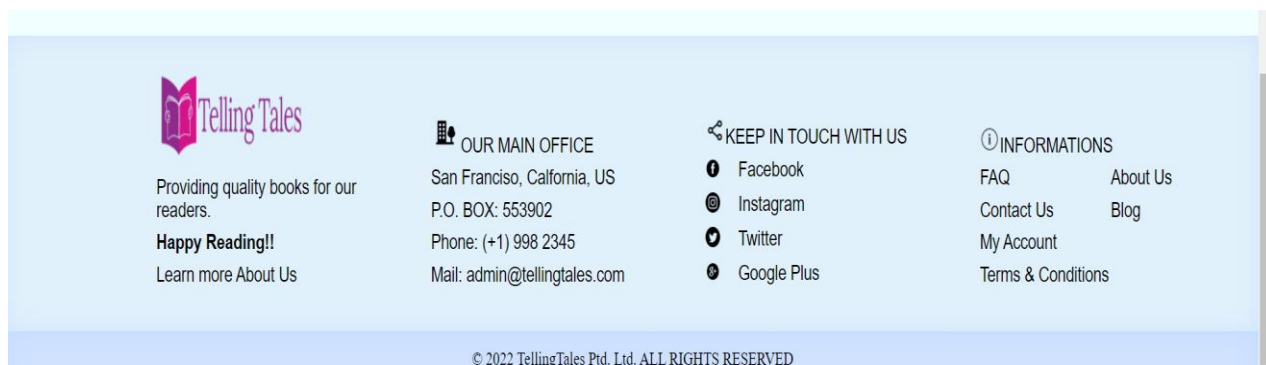 Telling Tales
Providing quality books for our
readers.
Happy Reading!!
Learn more About Us
OUR MAIN OFFICE
San Franciso, Calfornia, US
P.O. BOX: 553902
Phone: (+1) 998 2345
Mail: admin@tellingtales.com
KEEP IN TOUCH WITH US
Facebook
Instagram
Twitter
Google Plus
INFORMATIONS
FAQ About Us
Contact Us Blog
My Account
Terms & Conditions
© 2022 TellingTales Ptd. Ltd. ALL RIGHTS RESERVED